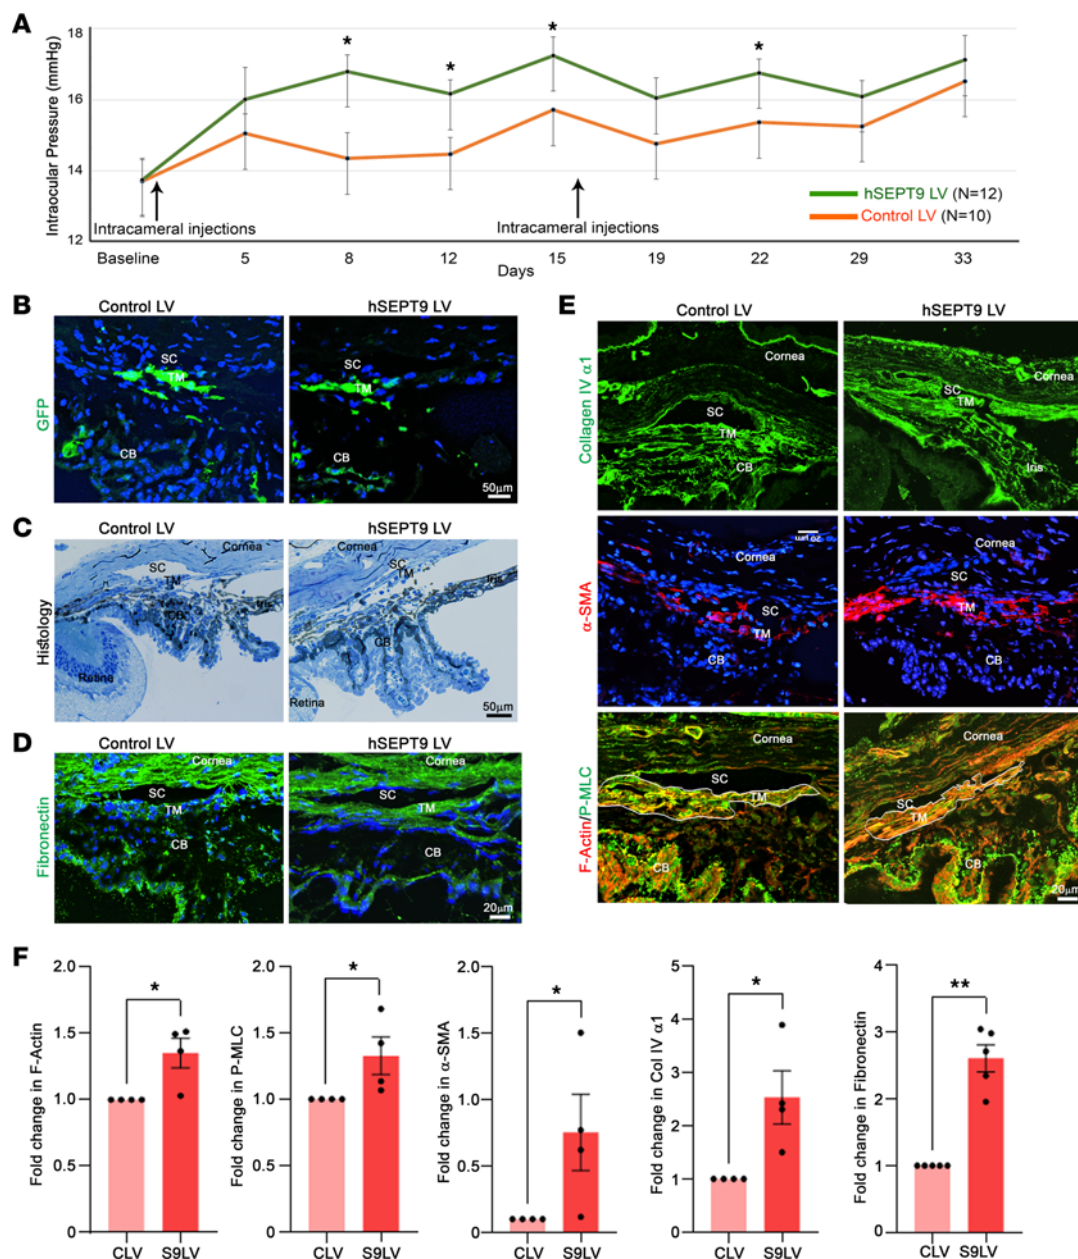 A
Intraocular Pressure (mmHg)
18
16
14
12
*
*
*
*
hSEPT9 LV (N=12)
Control LV (N=10)
Intracameral injections
Intracameral injections
Baseline
5
8
12
15
19
22
29
33
Days
B
Control LV
hSEPT9 LV
GFP
SC
TM
CB
SC
TM
CB
50μm
C
Control LV
hSEPT9 LV
Histology
Cornea
SC
TM
Iris
CB
Retina
Cornea
SC
TM
Iris
CB
Retina
50μm
D
Control LV
hSEPT9 LV
Fibronectin
Cornea
SC
TM
CB
Cornea
SC
TM
CB
20μm
E
Control LV
hSEPT9 LV
Collagen IV α1
Cornea
SC
TM
CB
Cornea
SC
TM
Iris
α-SMA
20 μm
Cornea
SC
TM
CB
Cornea
SC
TM
CB
F-Actin/P-MLC
Cornea
SC
TM
CB
Cornea
SC
TM
CB
20μm
F
Fold change in F-Actin
2.0
1.5
1.0
0.5
0
*
CLV
S9LV
Fold change in P-MLC
2.0
1.5
1.0
0.5
0
*
CLV
S9LV
Fold change in α-SMA
2.0
1.5
1.0
0.5
0
*
CLV
S9LV
Fold change in Col IV α1
5
4
3
2
1
0
*
CLV
S9LV
Fold change in Fibronectin
4
3
2
1
0
**
CLV
S9LV